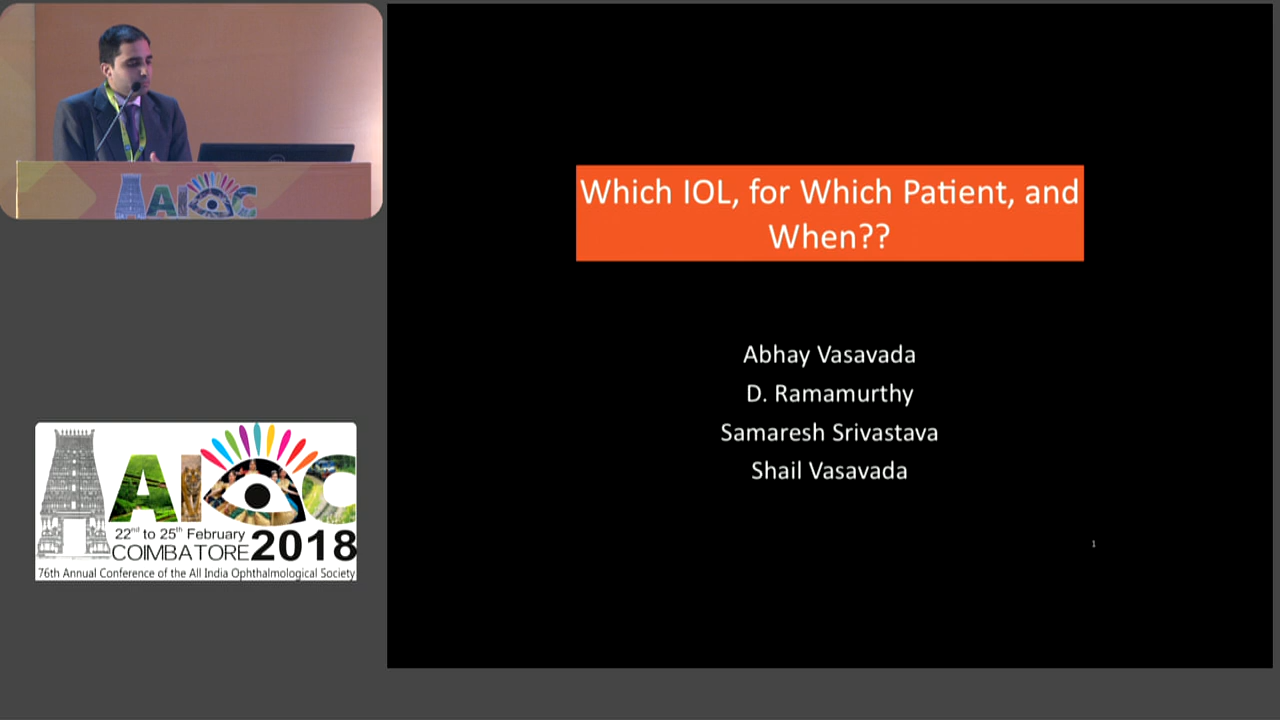 AIOC
Which IOL, for Which Patient, and
When??
Abhay Vasavada
D. Ramamurthy
Samaresh Srivastava
Shail Vasavada
1
AIOC
22nd to 25th February
COIMBATORE 2018
76th Annual Conference of the All India Ophthalmological Society